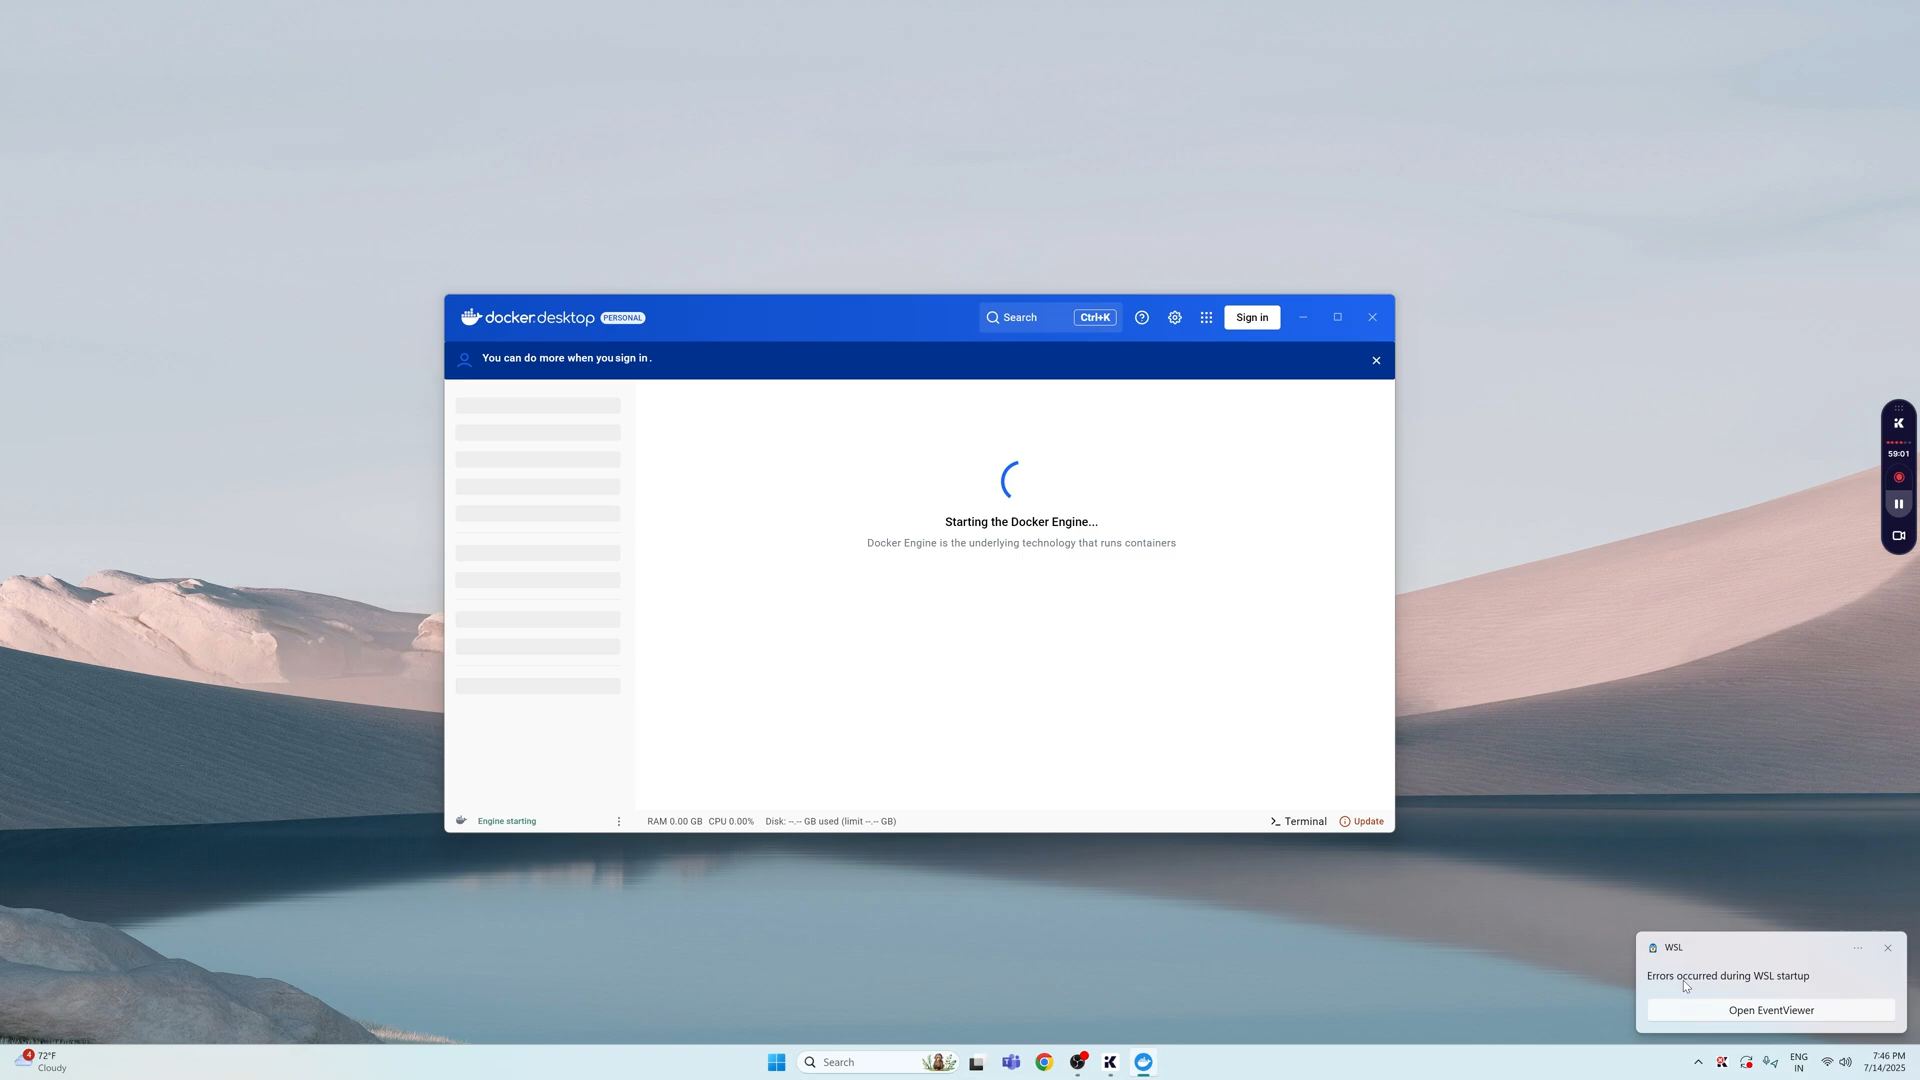 docker desktop PERSONAL
Search Ctrl+K
Sign in
You can do more when you sign in.
Starting the Docker Engine...
Docker Engine is the underlying technology that runs containers
Engine starting
RAM 0.00 GB CPU 0.00% Disk: --.-- GB used (limit --.-- GB)
Terminal
Update
59:01
WSL
Errors occurred during WSL startup
Open EventViewer
4
72°F
Cloudy
Search
ENG
IN
7:46 PM
7/14/2025